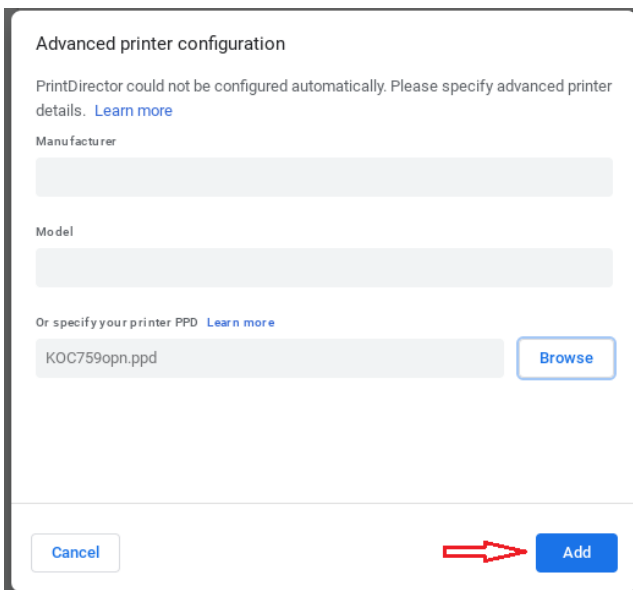 Advanced printer configuration
PrintDirector could not be configured automatically. Please specify advanced printer
details. Learn more
Manufacturer
Model
Or specify your printer PPD Learn more
KOC759opn.ppd
Browse
Cancel
Add